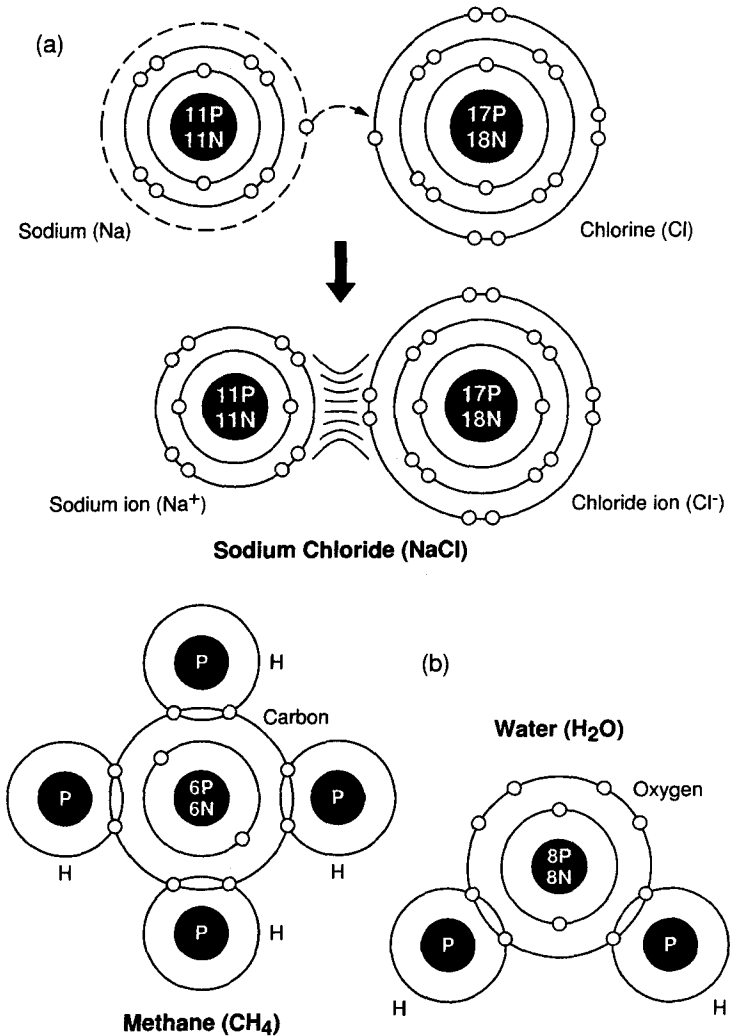 (a)
11P
11N
17P
18N
Sodium (Na)
Chlorine (Cl)
11P
11N
17P
18N
Sodium ion (Na⁺)
Chloride ion (Cl⁻)
Sodium Chloride (NaCl)
P
H
(b)
Carbon
Water (H₂O)
P
6P
6N
P
Oxygen
H
H
8P
8N
P
H
P
P
H
H
Methane (CH₄)